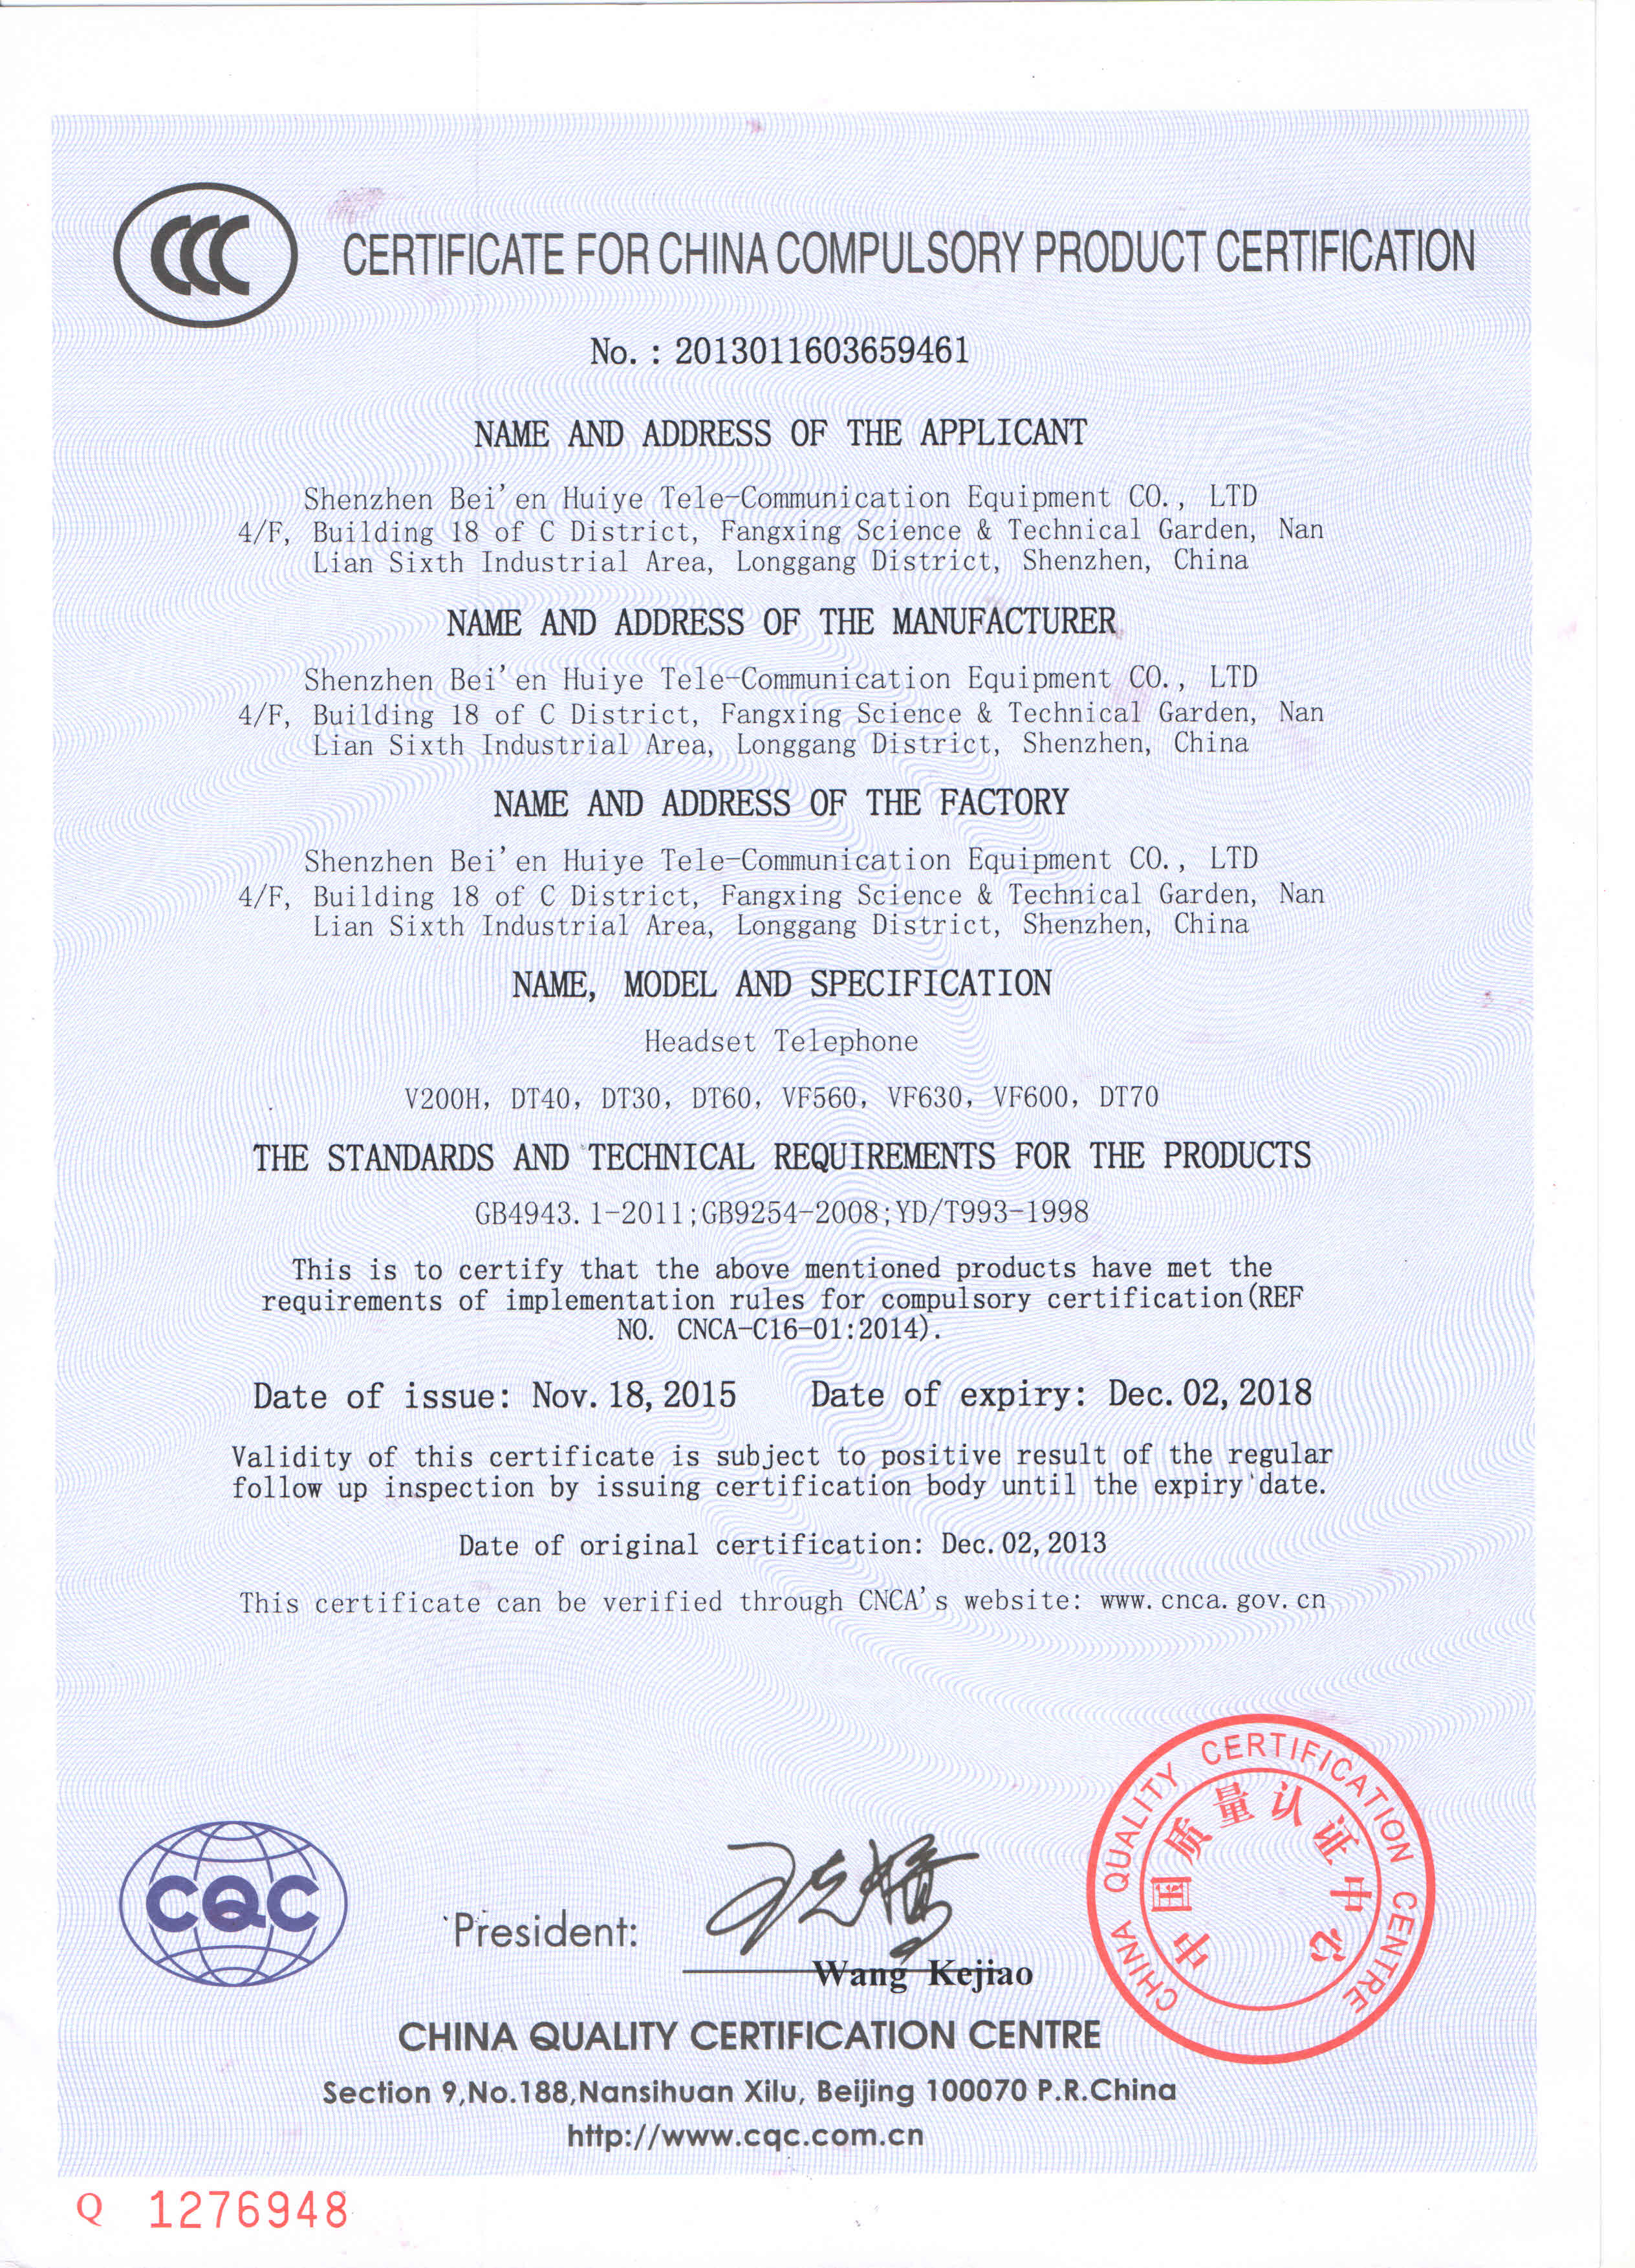 CCC
CERTIFICATE FOR CHINA COMPULSORY PRODUCT CERTIFICATION
No. : 2013011603659461
NAME AND ADDRESS OF THE APPLICANT
Shenzhen Bei'en Huiye Tele-Communication Equipment CO., LTD
4/F, Building 18 of C District, Fangxing Science & Technical Garden, Nan
Lian Sixth Industrial Area, Longgang District, Shenzhen, China
NAME AND ADDRESS OF THE MANUFACTURER
Shenzhen Bei'en Huiye Tele-Communication Equipment CO., LTD
4/F, Building 18 of C District, Fangxing Science & Technical Garden, Nan
Lian Sixth Industrial Area, Longgang District, Shenzhen, China
NAME AND ADDRESS OF THE FACTORY
Shenzhen Bei'en Huiye Tele-Communication Equipment CO., LTD
4/F, Building 18 of C District, Fangxing Science & Technical Garden, Nan
Lian Sixth Industrial Area, Longgang District, Shenzhen, China
NAME, MODEL AND SPECIFICATION
Headset Telephone
V200H, DT40, DT30, DT60, VF560, VF630, VF600, DT70
THE STANDARDS AND TECHNICAL REQUIREMENTS FOR THE PRODUCTS
GB4943.1-2011;GB9254-2008;YD/T993-1998
This is to certify that the above mentioned products have met the
requirements of implementation rules for compulsory certification(REF
NO. CNCA-C16-01:2014).
Date of issue: Nov. 18, 2015 Date of expiry: Dec. 02, 2018
Validity of this certificate is subject to positive result of the regular
follow up inspection by issuing certification body until the expiry date.
Date of original certification: Dec. 02, 2013
This certificate can be verified through CNCA's website: www.cnca.gov.cn
CQC
President:
王克娇
Wang Kejiao
CHINA QUALITY CERTIFICATION CENTRE
中国质量认证中心
CHINA QUALITY CERTIFICATION CENTRE
Section 9,No.188,Nansihuan Xilu, Beijing 100070 P.R.China
http://www.cqc.com.cn
Q 1276948